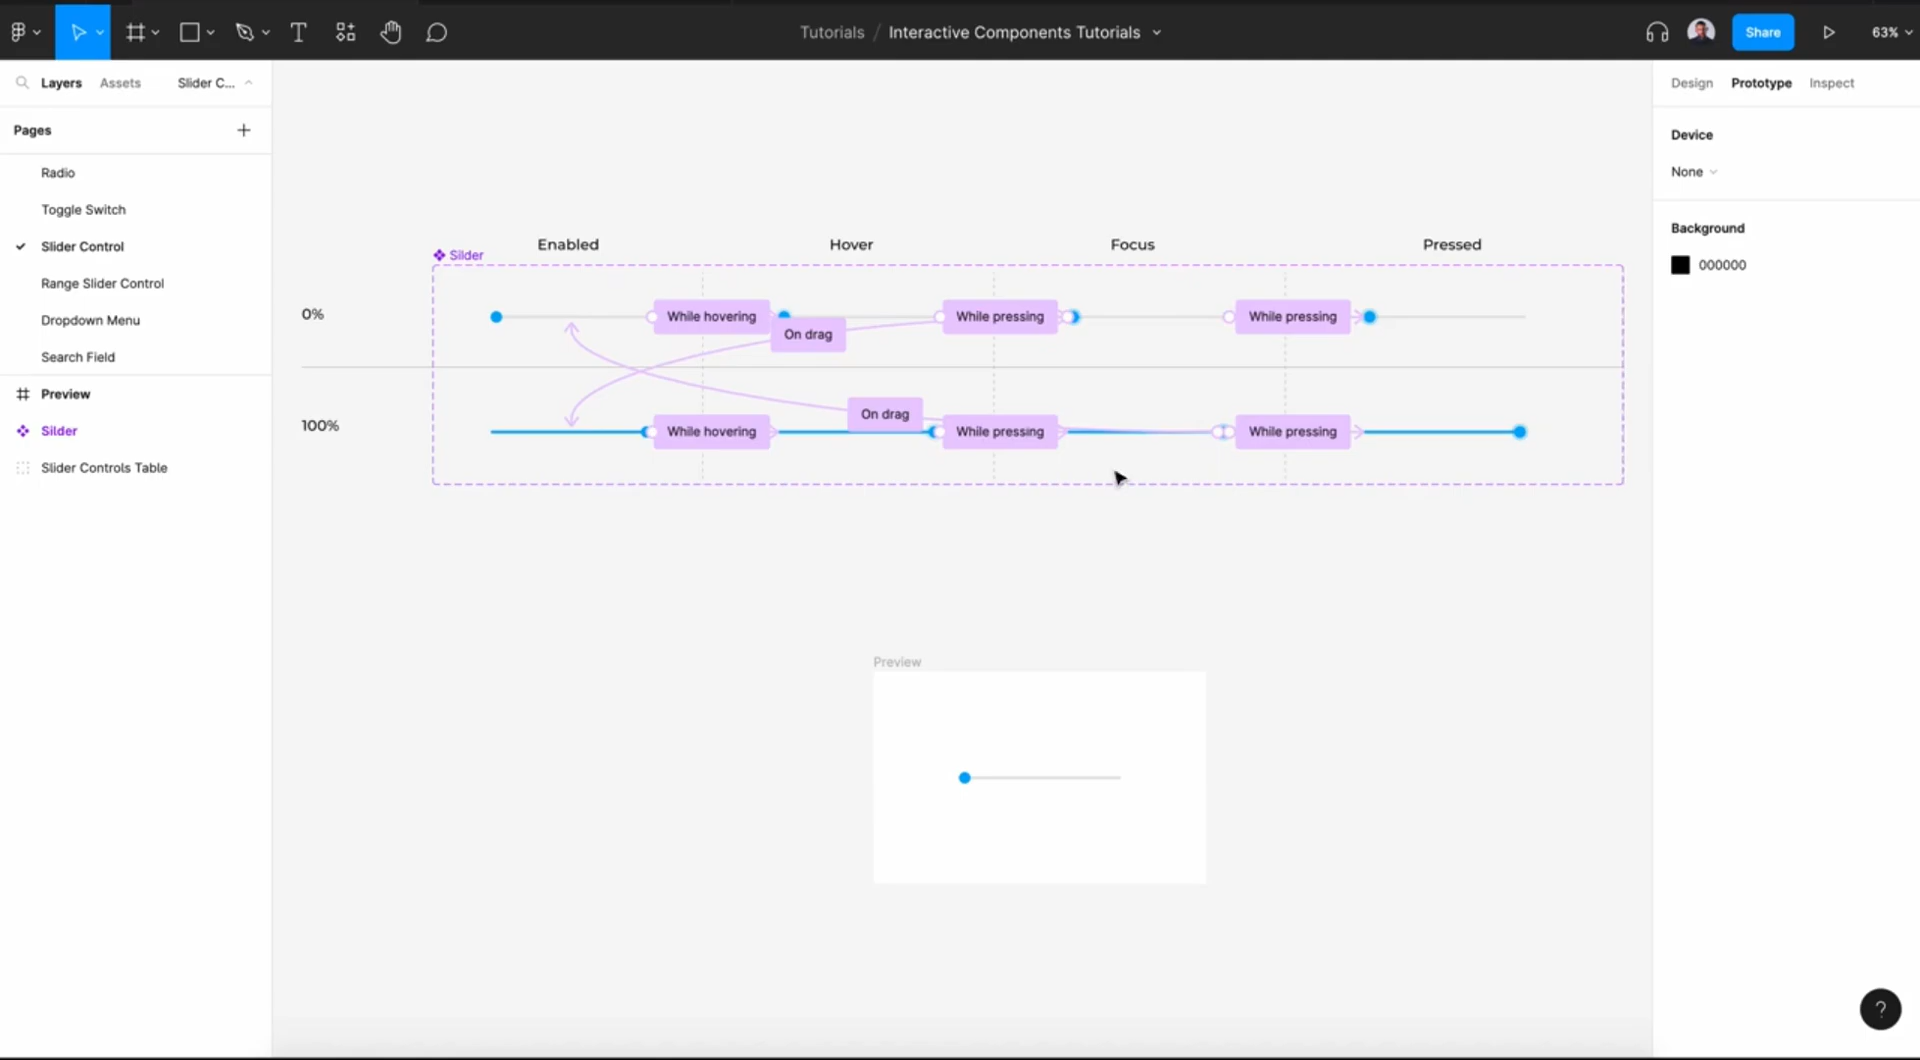 Tutorials / Interactive Components Tutorials
Share
63%
Layers Assets Slider C...
Pages
Radio
Toggle Switch
Slider Control
Range Slider Control
Dropdown Menu
Search Field
Preview
Silder
Slider Controls Table
Silder
Enabled Hover Focus Pressed
0%
While hovering
On drag
While pressing
While pressing
100%
While hovering
On drag
While pressing
While pressing
Preview
Design Prototype Inspect
Device
None
Background
000000
?